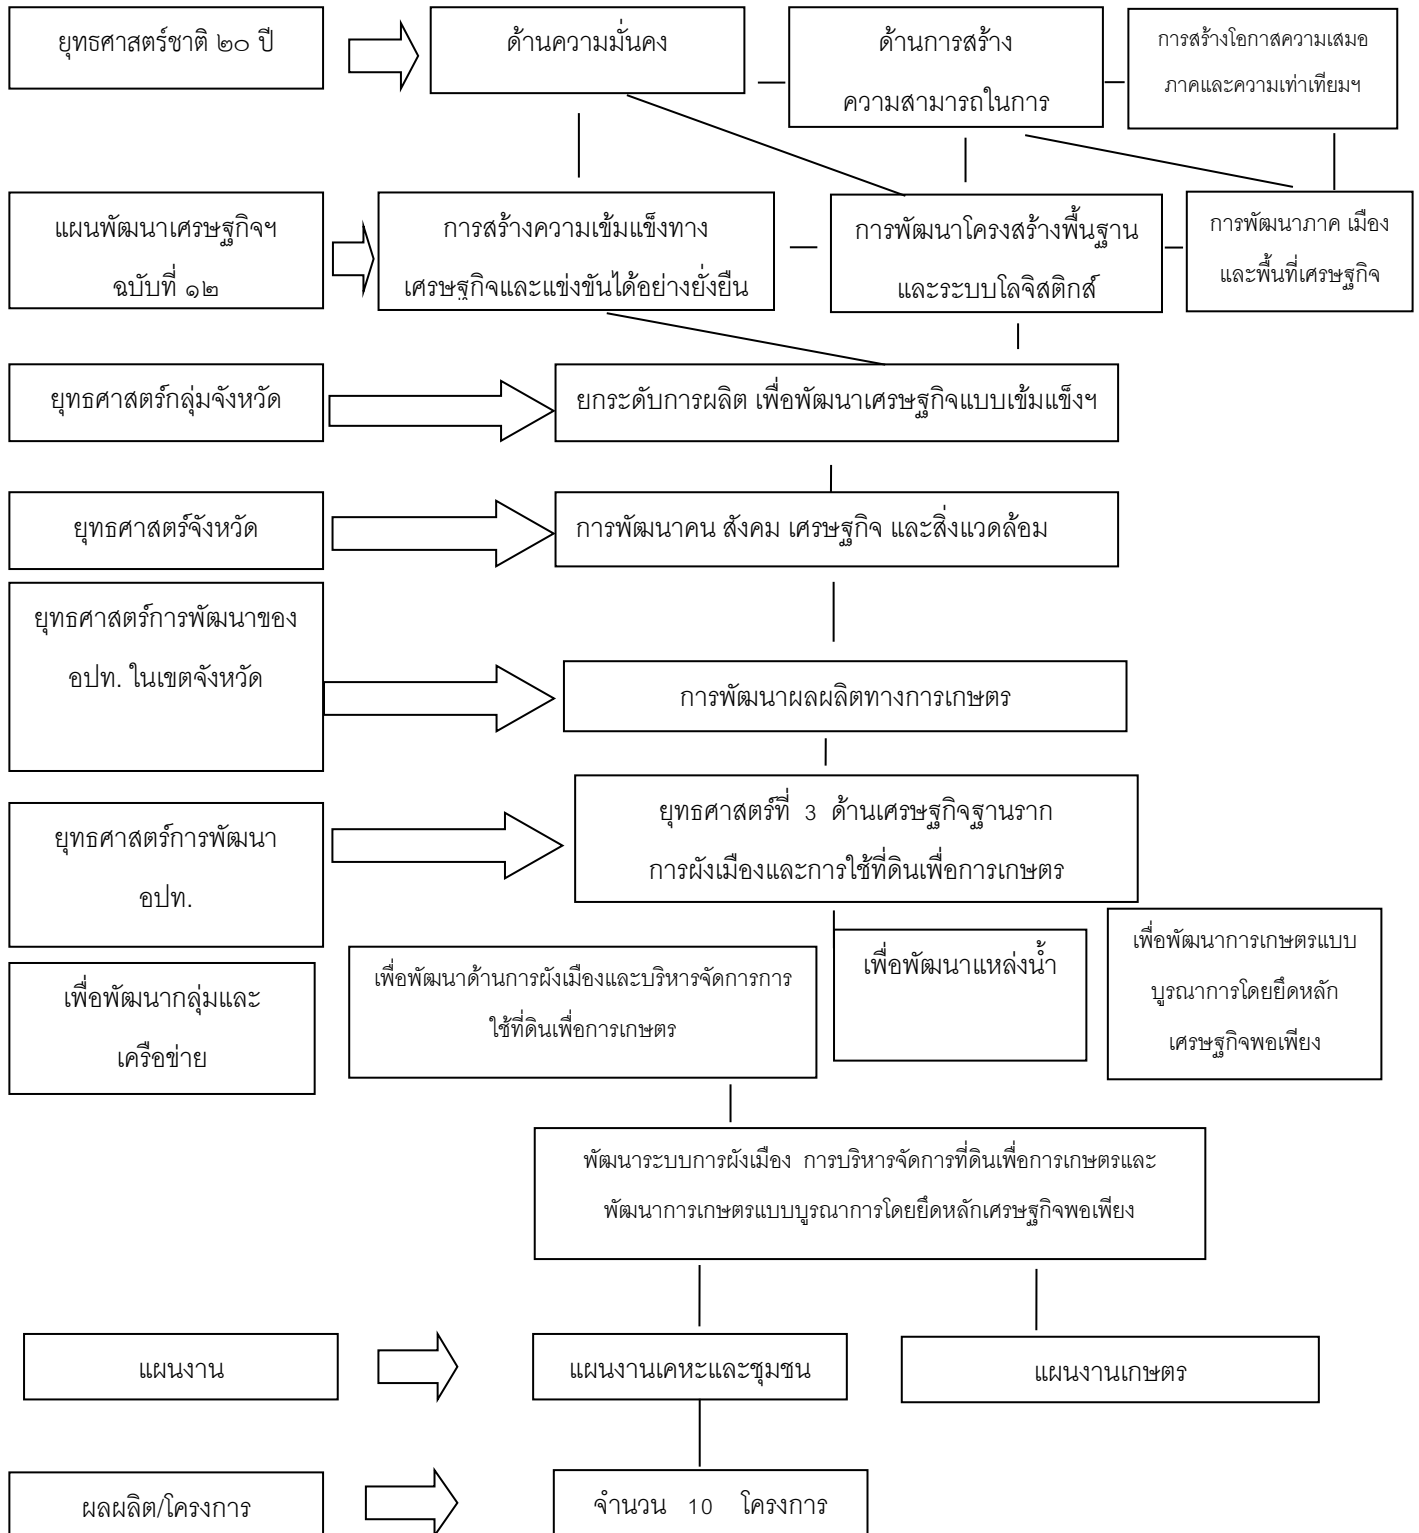 ยุทธศาสตร์ชาติ ๒๐ ปี
ด้านความมั่นคง
ด้านการสร้าง
ความสามารถในการ
การสร้างโอกาสความเสมอ
ภาคและความเท่าเทียมฯ
แผนพัฒนาเศรษฐกิจฯ
ฉบับที่ ๑๒
การสร้างความเข้มแข็งทาง
เศรษฐกิจและแข่งขันได้อย่างยั่งยืน
การพัฒนาโครงสร้างพื้นฐาน
และระบบโลจิสติกส์
การพัฒนาภาค เมือง
และพื้นที่เศรษฐกิจ
ยุทธศาสตร์กลุ่มจังหวัด
ยกระดับการผลิต เพื่อพัฒนาเศรษฐกิจแบบเข้มแข็งฯ
ยุทธศาสตร์จังหวัด
การพัฒนาคน สังคม เศรษฐกิจ และสิ่งแวดล้อม
ยุทธศาสตร์การพัฒนาของ
อปท. ในเขตจังหวัด
การพัฒนาผลผลิตทางการเกษตร
ยุทธศาสตร์การพัฒนา
อปท.
ยุทธศาสตร์ที่ 3 ด้านเศรษฐกิจฐานราก
การผังเมืองและการใช้ที่ดินเพื่อการเกษตร
เพื่อพัฒนากลุ่มและ
เครือข่าย
เพื่อพัฒนาด้านการผังเมืองและบริหารจัดการการ
ใช้ที่ดินเพื่อการเกษตร
เพื่อพัฒนาแหล่งน้ำ
เพื่อพัฒนาการเกษตรแบบ
บูรณาการโดยยึดหลัก
เศรษฐกิจพอเพียง
พัฒนาระบบการผังเมือง การบริหารจัดการที่ดินเพื่อการเกษตรและ
พัฒนาการเกษตรแบบบูรณาการโดยยึดหลักเศรษฐกิจพอเพียง
แผนงาน
แผนงานเคหะและชุมชน
แผนงานเกษตร
ผลผลิต/โครงการ
จำนวน 10 โครงการ